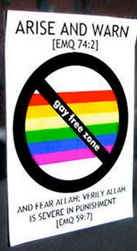 ARISE AND WARN
[EMQ 74:2]
gay free zone
AND FEAR ALLAH: VERILY ALLAH
IS SEVERE IN PUNISHMENT
[EMQ 59:7]